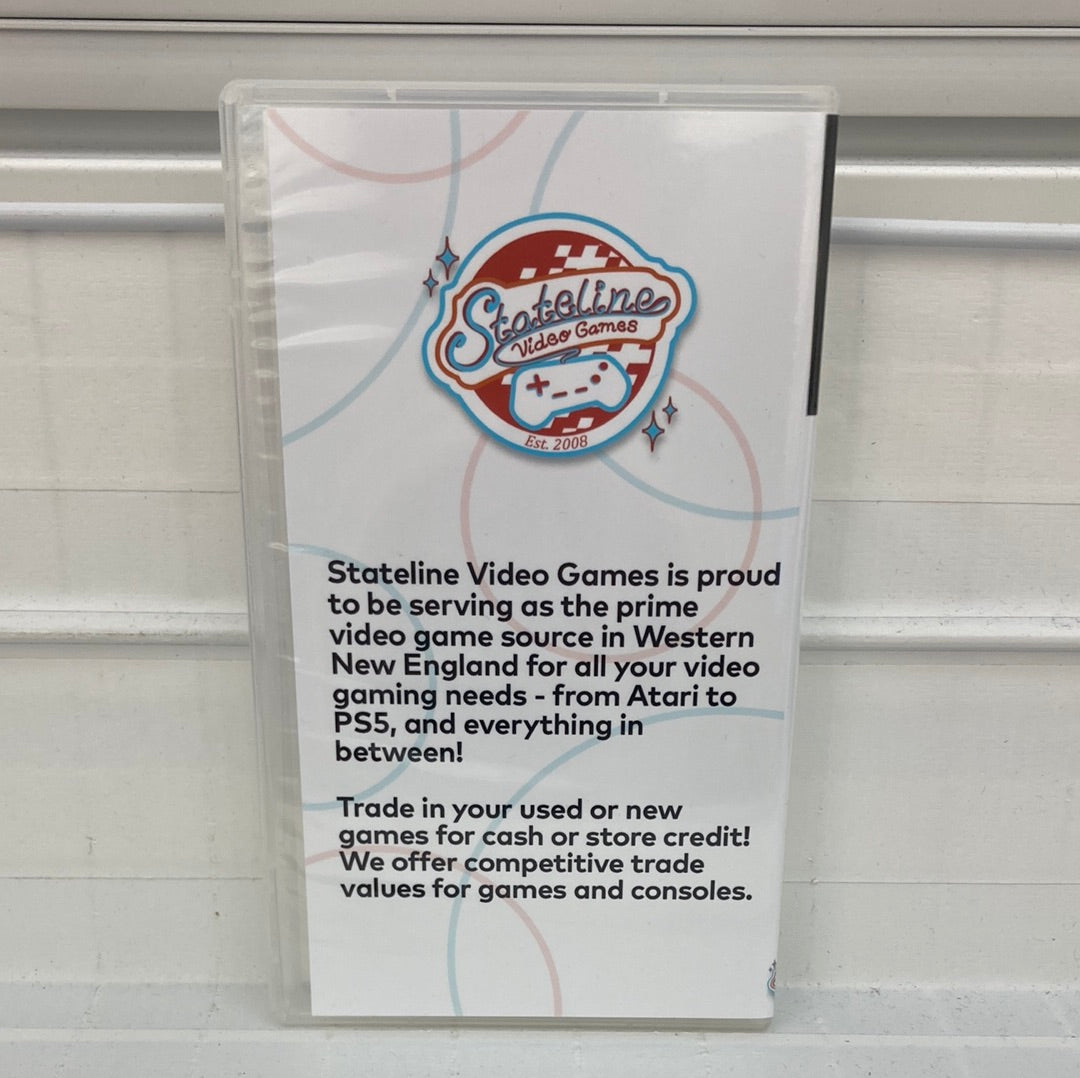 Stateline
Video Games
Est. 2008
Stateline Video Games is proud
to be serving as the prime
video game source in Western
New England for all your video
gaming needs - from Atari to
PS5, and everything in
between!
Trade in your used or new
games for cash or store credit!
We offer competitive trade
values for games and consoles.